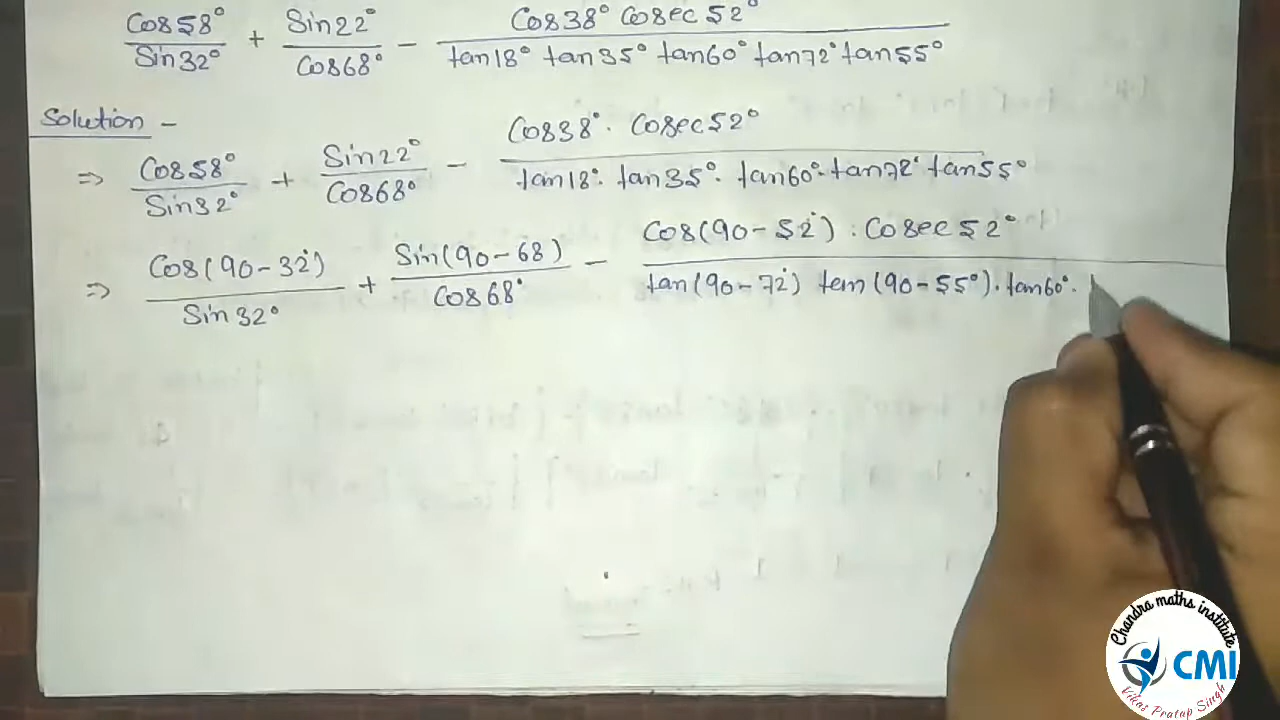 Cos58° / Sin32° + Sin22° / Cos68° - Cos38° Cosec 52° / tan18° tan35° tan60° tan72° tan55°
Solution -
⇒ Cos58° / Sin32° + Sin22° / Cos68° - Cos38° . Cosec52° / tan18° . tan35° . tan60° . tan72° tan55°
⇒ Cos(90-32°) / Sin32° + Sin(90-68) / Cos68° - Cos(90-52°) . Cosec52° / tan(90-72°) tan(90-55°) . tan60° .
Chandra maths institute
CMI
Vikas Pratap Singh